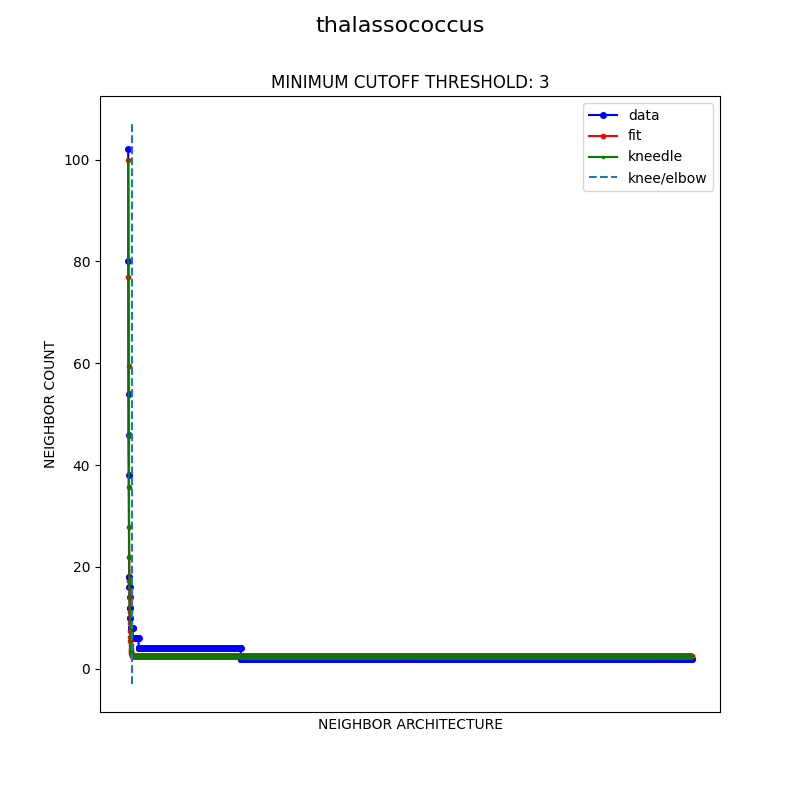 thalassococcus
MINIMUM CUTOFF THRESHOLD: 3
data
fit
kneedle
knee/elbow
100
80
60
40
20
0
NEIGHBOR COUNT
NEIGHBOR ARCHITECTURE